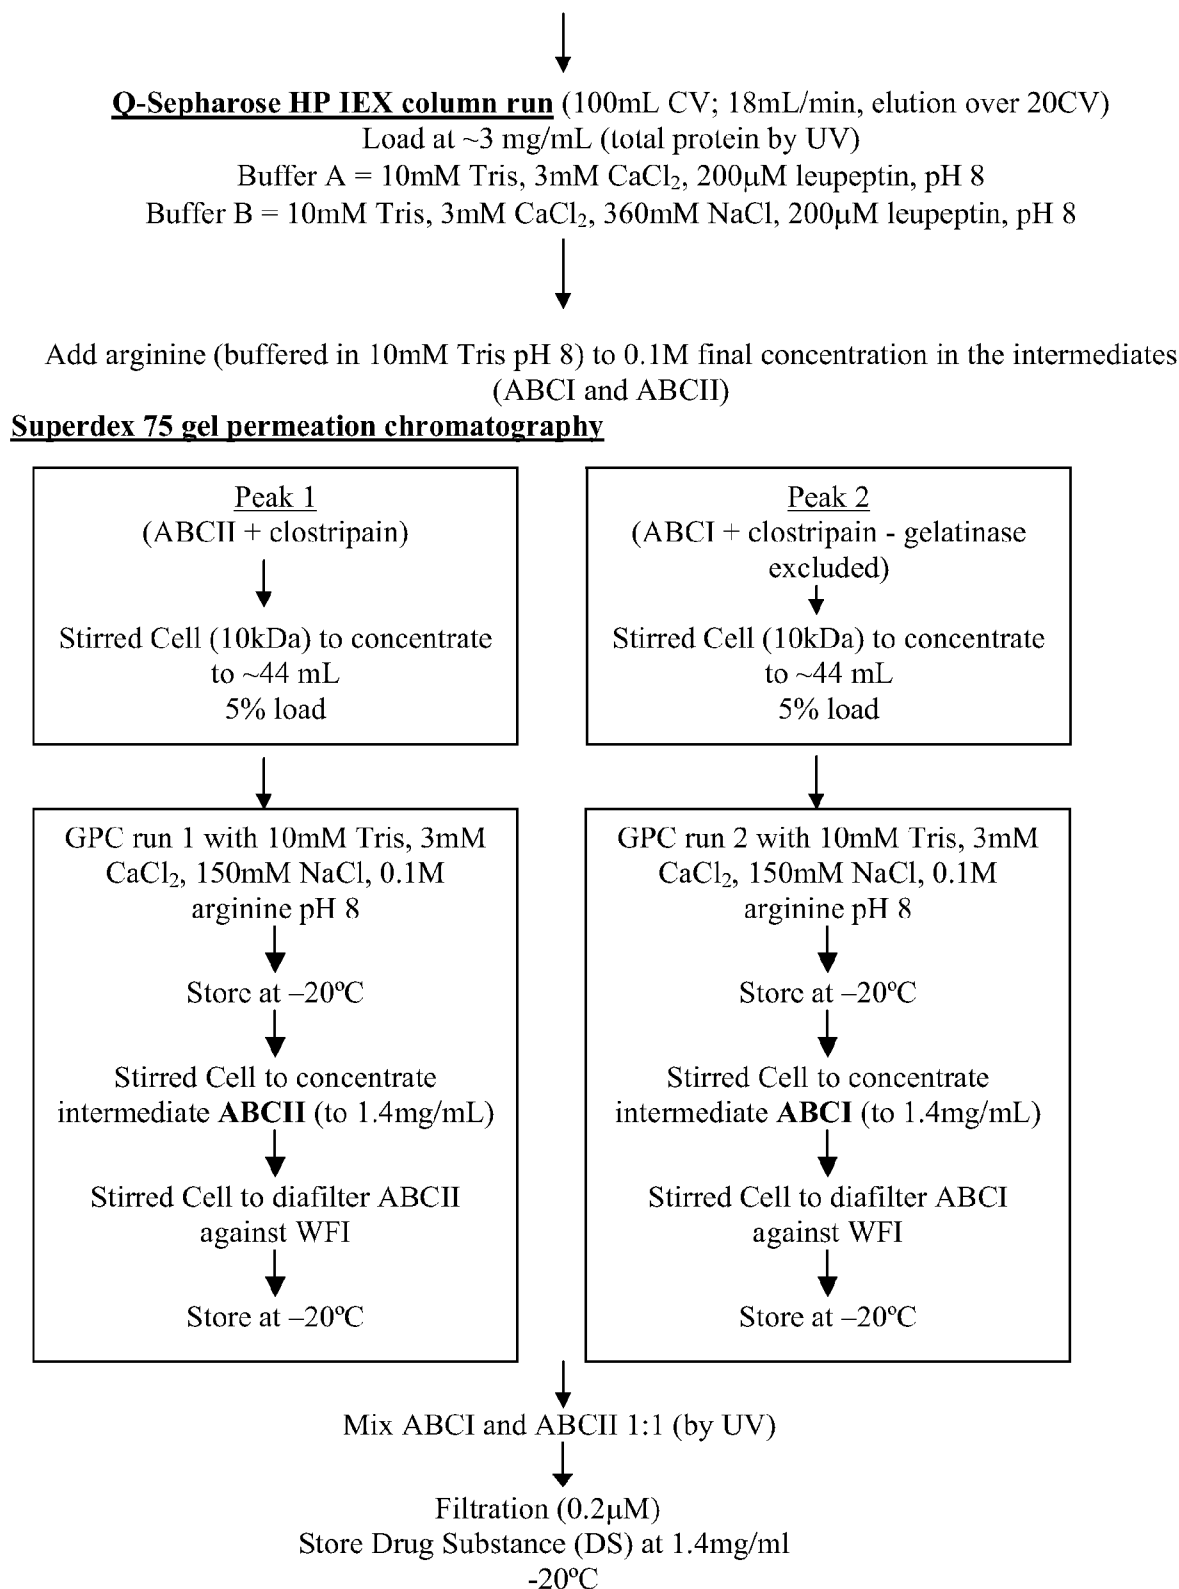 Q-Sepharose HP IEX column run (100mL CV; 18mL/min, elution over 20CV)
Load at ~3 mg/mL (total protein by UV)
Buffer A = 10mM Tris, 3mM CaCl₂, 200μM leupeptin, pH 8
Buffer B = 10mM Tris, 3mM CaCl₂, 360mM NaCl, 200μM leupeptin, pH 8
Add arginine (buffered in 10mM Tris pH 8) to 0.1M final concentration in the intermediates
(ABCI and ABCII)
Superdex 75 gel permeation chromatography
Peak 1
(ABCII + clostripain)
Stirred Cell (10kDa) to concentrate
to ~44 mL
5% load
GPC run 1 with 10mM Tris, 3mM
CaCl₂, 150mM NaCl, 0.1M
arginine pH 8
Store at –20ºC
Stirred Cell to concentrate
intermediate ABCII (to 1.4mg/mL)
Stirred Cell to diafilter ABCII
against WFI
Store at –20ºC
Peak 2
(ABCI + clostripain - gelatinase
excluded)
Stirred Cell (10kDa) to concentrate
to ~44 mL
5% load
GPC run 2 with 10mM Tris, 3mM
CaCl₂, 150mM NaCl, 0.1M
arginine pH 8
Store at –20ºC
Stirred Cell to concentrate
intermediate ABCI (to 1.4mg/mL)
Stirred Cell to diafilter ABCI
against WFI
Store at –20ºC
Mix ABCI and ABCII 1:1 (by UV)
Filtration (0.2μM)
Store Drug Substance (DS) at 1.4mg/ml
-20ºC